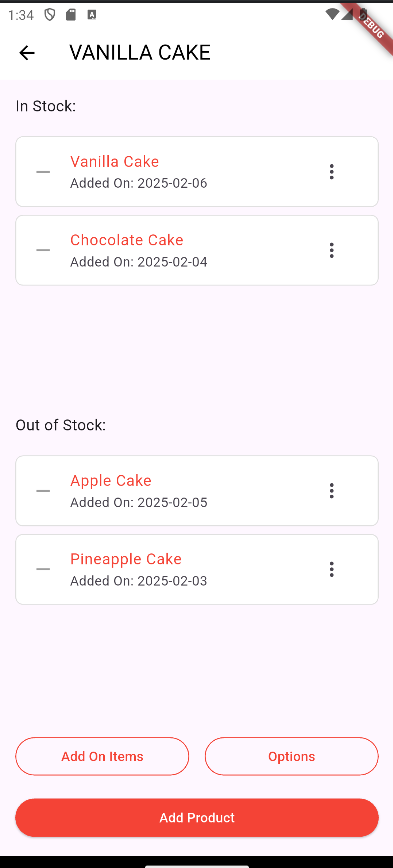 1:34
DEBUG
VANILLA CAKE
In Stock:
Vanilla Cake
Added On: 2025-02-06
Chocolate Cake
Added On: 2025-02-04
Out of Stock:
Apple Cake
Added On: 2025-02-05
Pineapple Cake
Added On: 2025-02-03
Add On Items
Options
Add Product